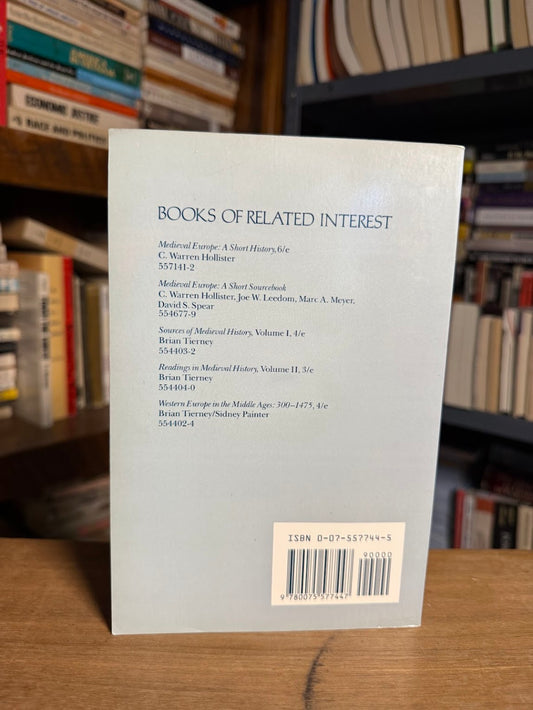 ECONOMIC JUSTICE
BOOKS OF RELATED INTEREST
Medieval Europe: A Short History, 6/e
C. Warren Hollister
557141-2
Medieval Europe: A Short Sourcebook
C. Warren Hollister, Joe W. Leedom, Marc A. Meyer,
David S. Spear
554677-9
Sources of Medieval History, Volume I, 4/e
Brian Tierney
554403-2
Readings in Medieval History, Volume II, 3/e
Brian Tierney
554404-0
Western Europe in the Middle Ages: 300–1475, 4/e
Brian Tierney/Sidney Painter
554402-4
ISBN 0-07-557744-5
90000
9 780075 577447